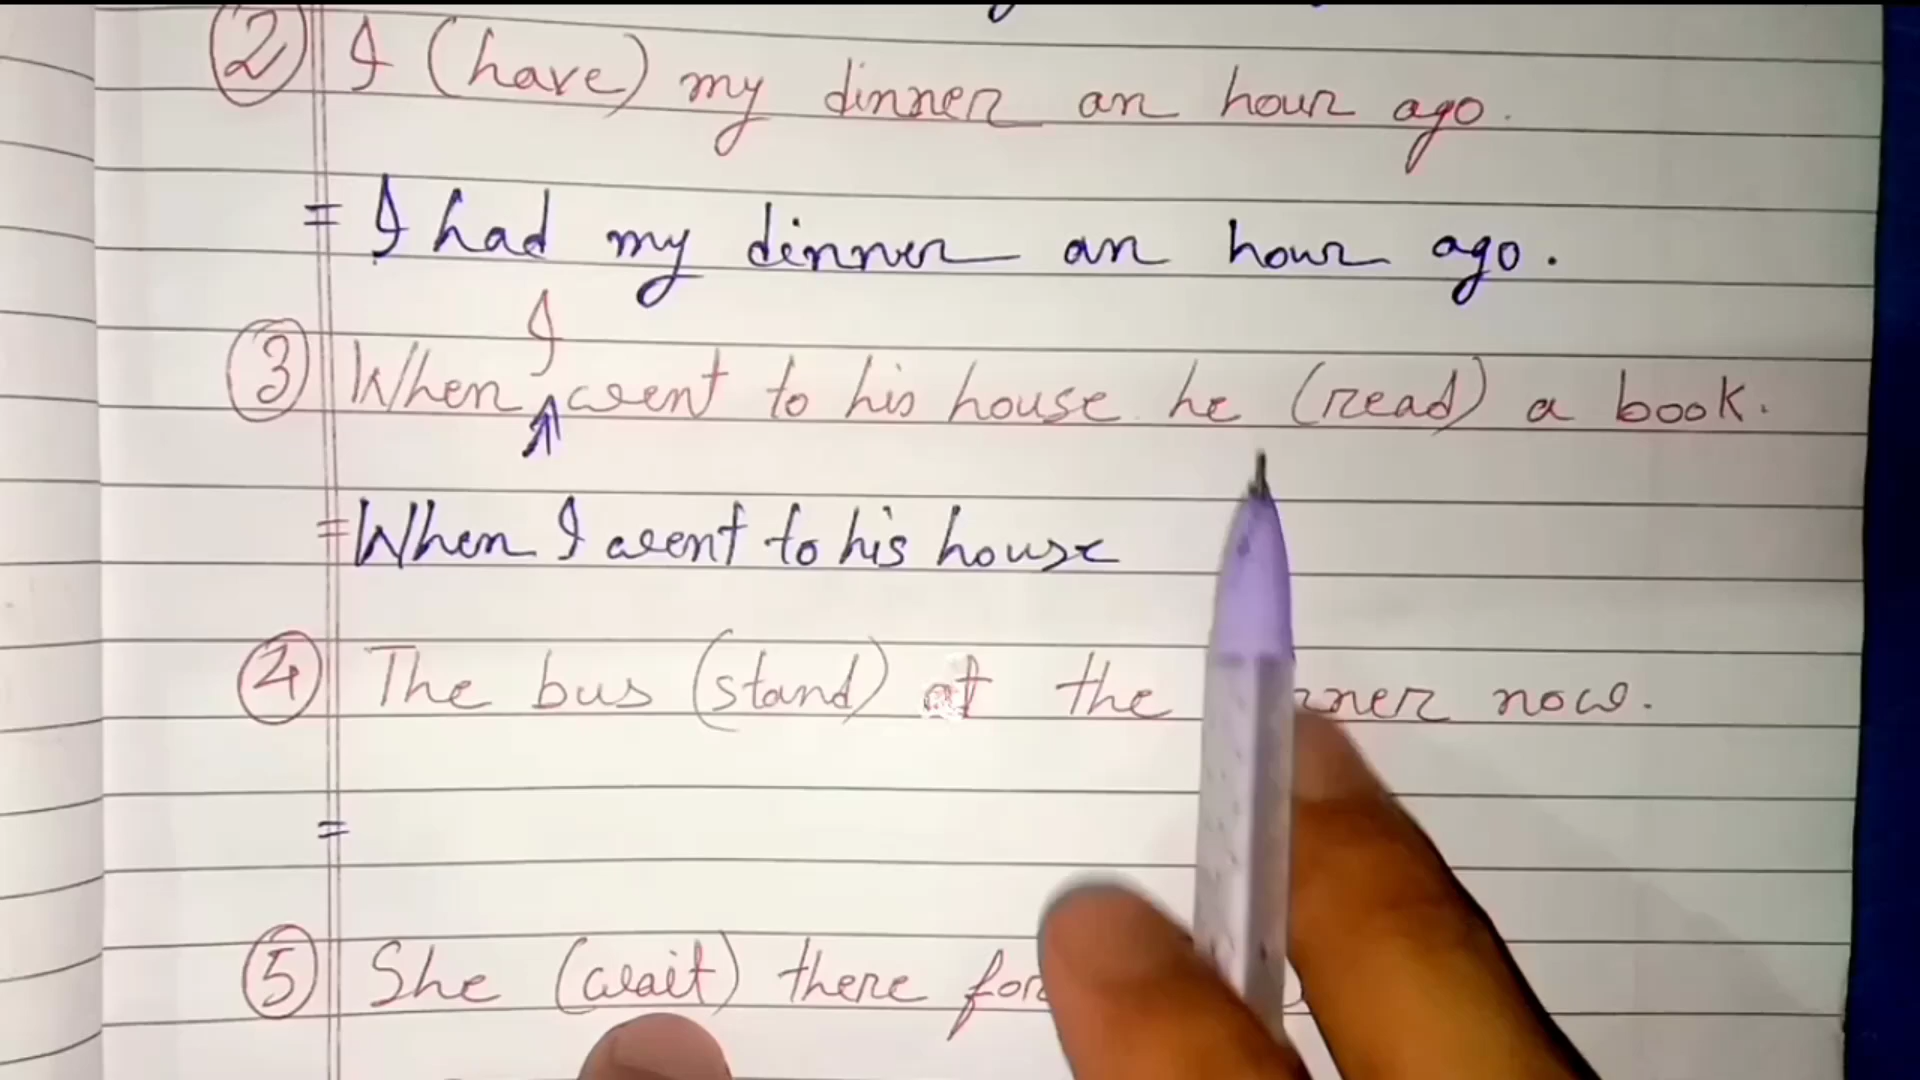 ② I (have) my dinner an hour ago.
= I had my dinner an hour ago.
I
③ When went to his house he (read) a book.
= When I went to his house
④ The bus (stand) at the now.
=
⑤ She (wait) there for